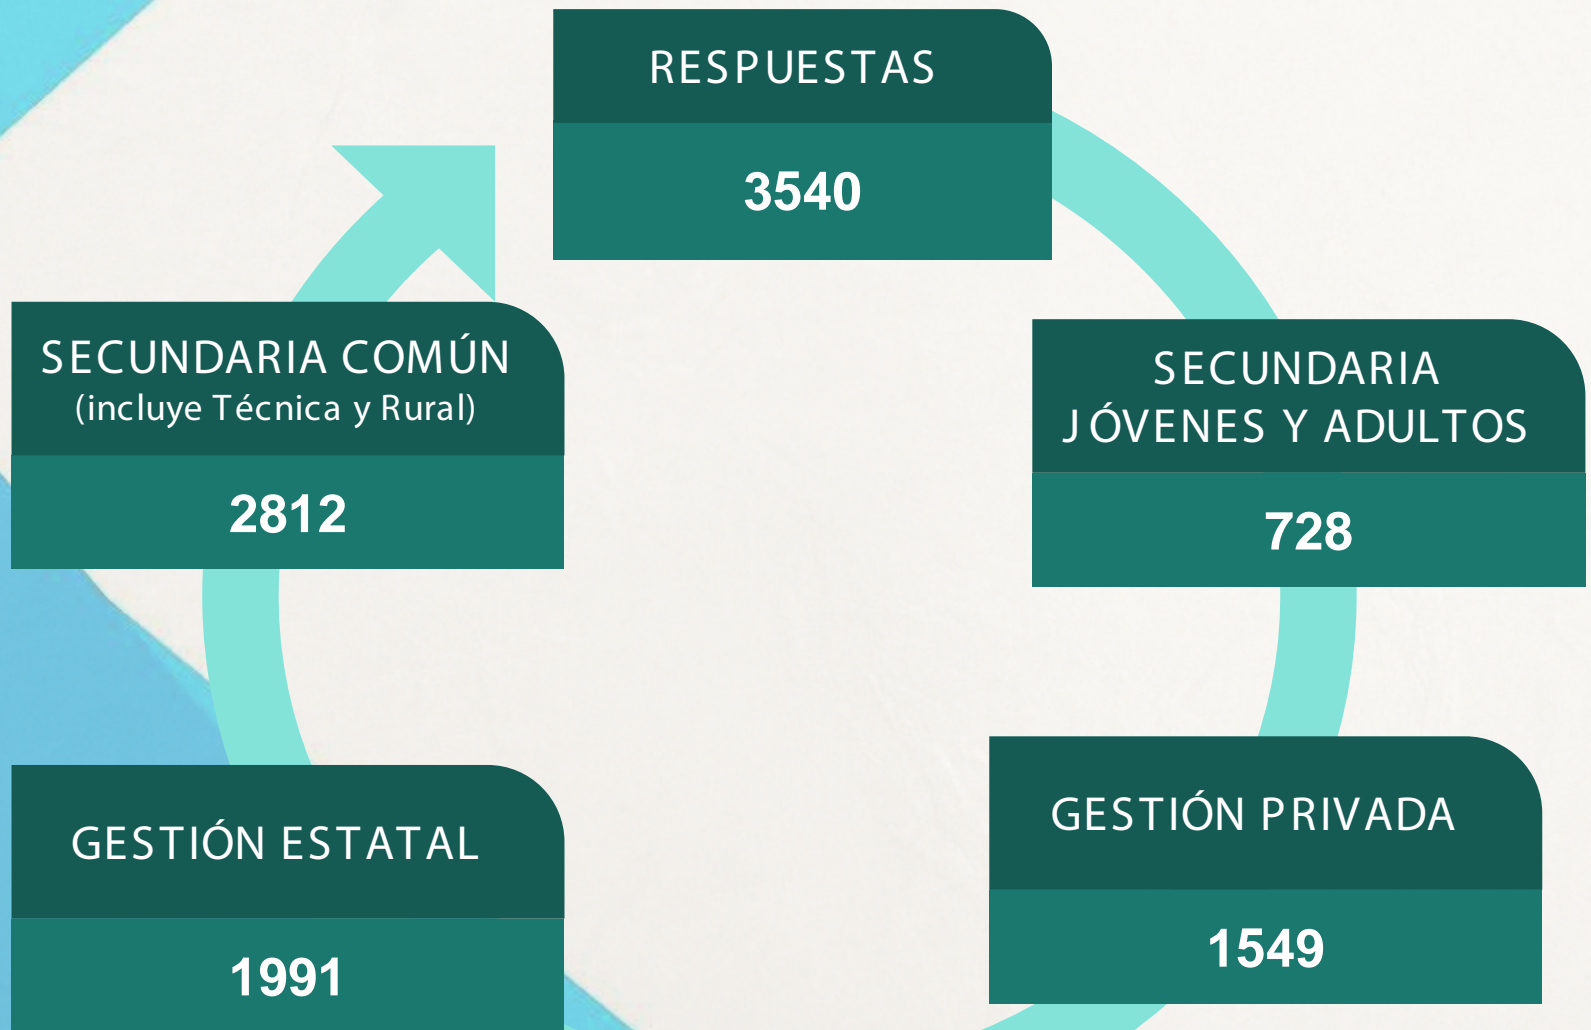 RESPUESTAS
3540
SECUNDARIA COMÚN
(incluye Técnica y Rural)
2812
SECUNDARIA
JÓVENES Y ADULTOS
728
GESTIÓN ESTATAL
1991
GESTIÓN PRIVADA
1549